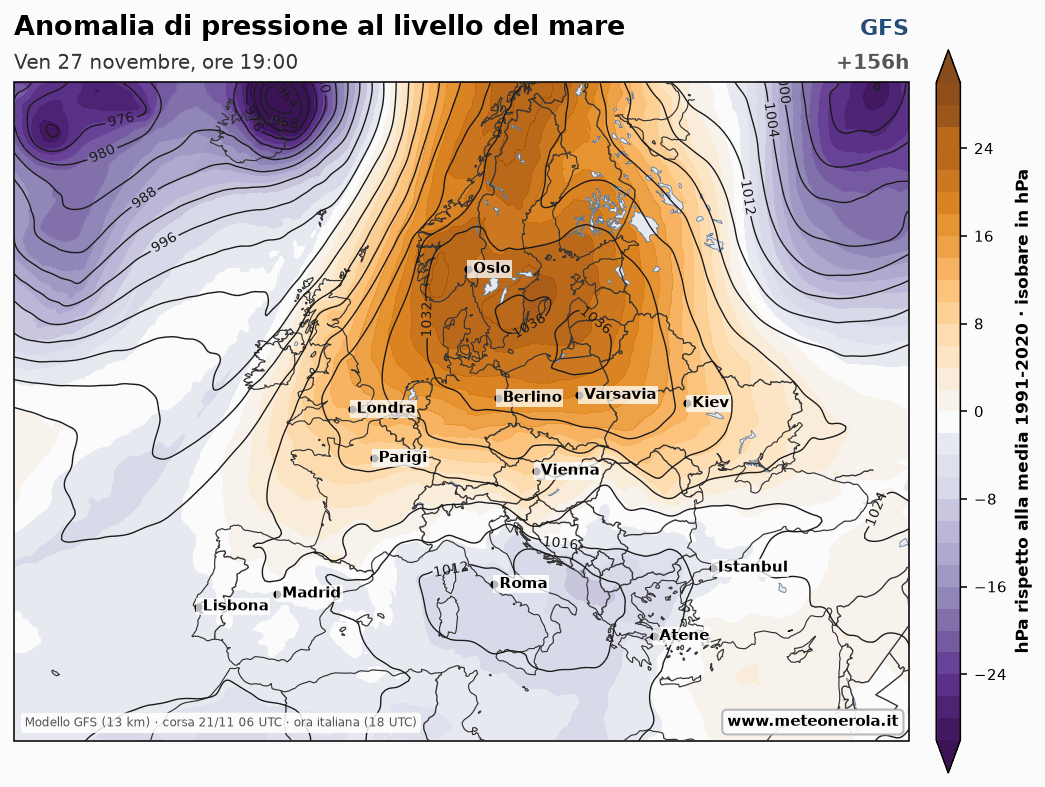 Anomalia di pressione al livello del mare
GFS
Ven 27 novembre, ore 19:00
+156h
976
980
988
996
964
968
976
1000
1004
1012
1032
1036
1036
1024
1016
1012
Oslo
Londra
Berlino
Varsavia
Kiev
Parigi
Vienna
Madrid
Lisbona
Roma
Istanbul
Atene
24
16
8
0
−8
−16
−24
hPa rispetto alla media 1991-2020 · isobare in hPa
Modello GFS (13 km) · corsa 21/11 06 UTC · ora italiana (18 UTC)
www.meteonerola.it